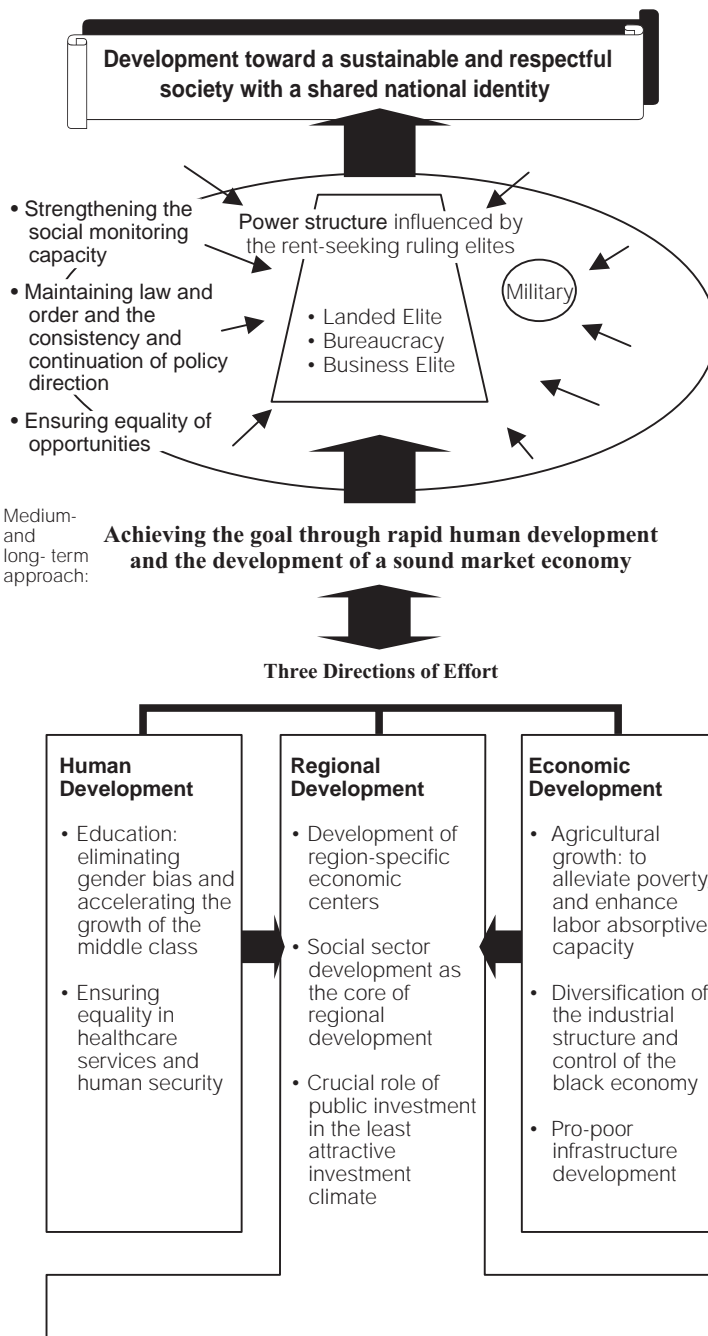 Development toward a sustainable and respectful
society with a shared national identity
• Strengthening the
social monitoring
capacity
• Maintaining law and
order and the
consistency and
continuation of policy
direction
• Ensuring equality of
opportunities
Power structure influenced by
the rent-seeking ruling elites
• Landed Elite
• Bureaucracy
• Business Elite
Military
Medium-
and
long- term
approach:
Achieving the goal through rapid human development
and the development of a sound market economy
Three Directions of Effort
Human
Development
• Education:
eliminating
gender bias and
accelerating the
growth of the
middle class
• Ensuring
equality in
healthcare
services and
human security
Regional
Development
• Development of
region-specific
economic
centers
• Social sector
development as
the core of
regional
development
• Crucial role of
public investment
in the least
attractive
investment
climate
Economic
Development
• Agricultural
growth: to
alleviate poverty
and enhance
labor absorptive
capacity
• Diversification of
the industrial
structure and
control of the
black economy
• Pro-poor
infrastructure
development